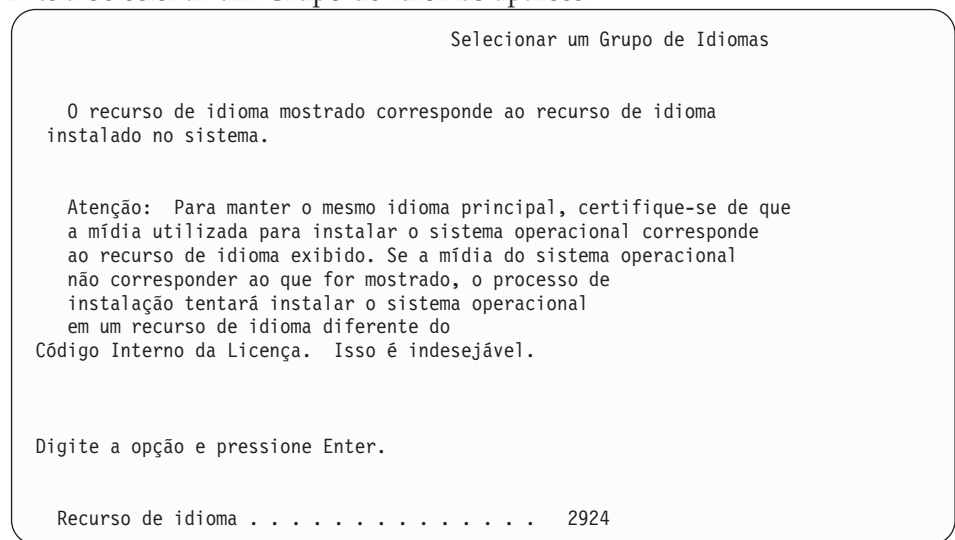 Selecionar um Grupo de Idiomas
O recurso de idioma mostrado corresponde ao recurso de idioma
instalado no sistema.
Atenção: Para manter o mesmo idioma principal, certifique-se de que
a mídia utilizada para instalar o sistema operacional corresponde
ao recurso de idioma exibido. Se a mídia do sistema operacional
não corresponder ao que for mostrado, o processo de
instalação tentará instalar o sistema operacional
em um recurso de idioma diferente do
Código Interno da Licença. Isso é indesejável.
Digite a opção e pressione Enter.
Recurso de idioma . . . . . . . . . . . . . . 2924